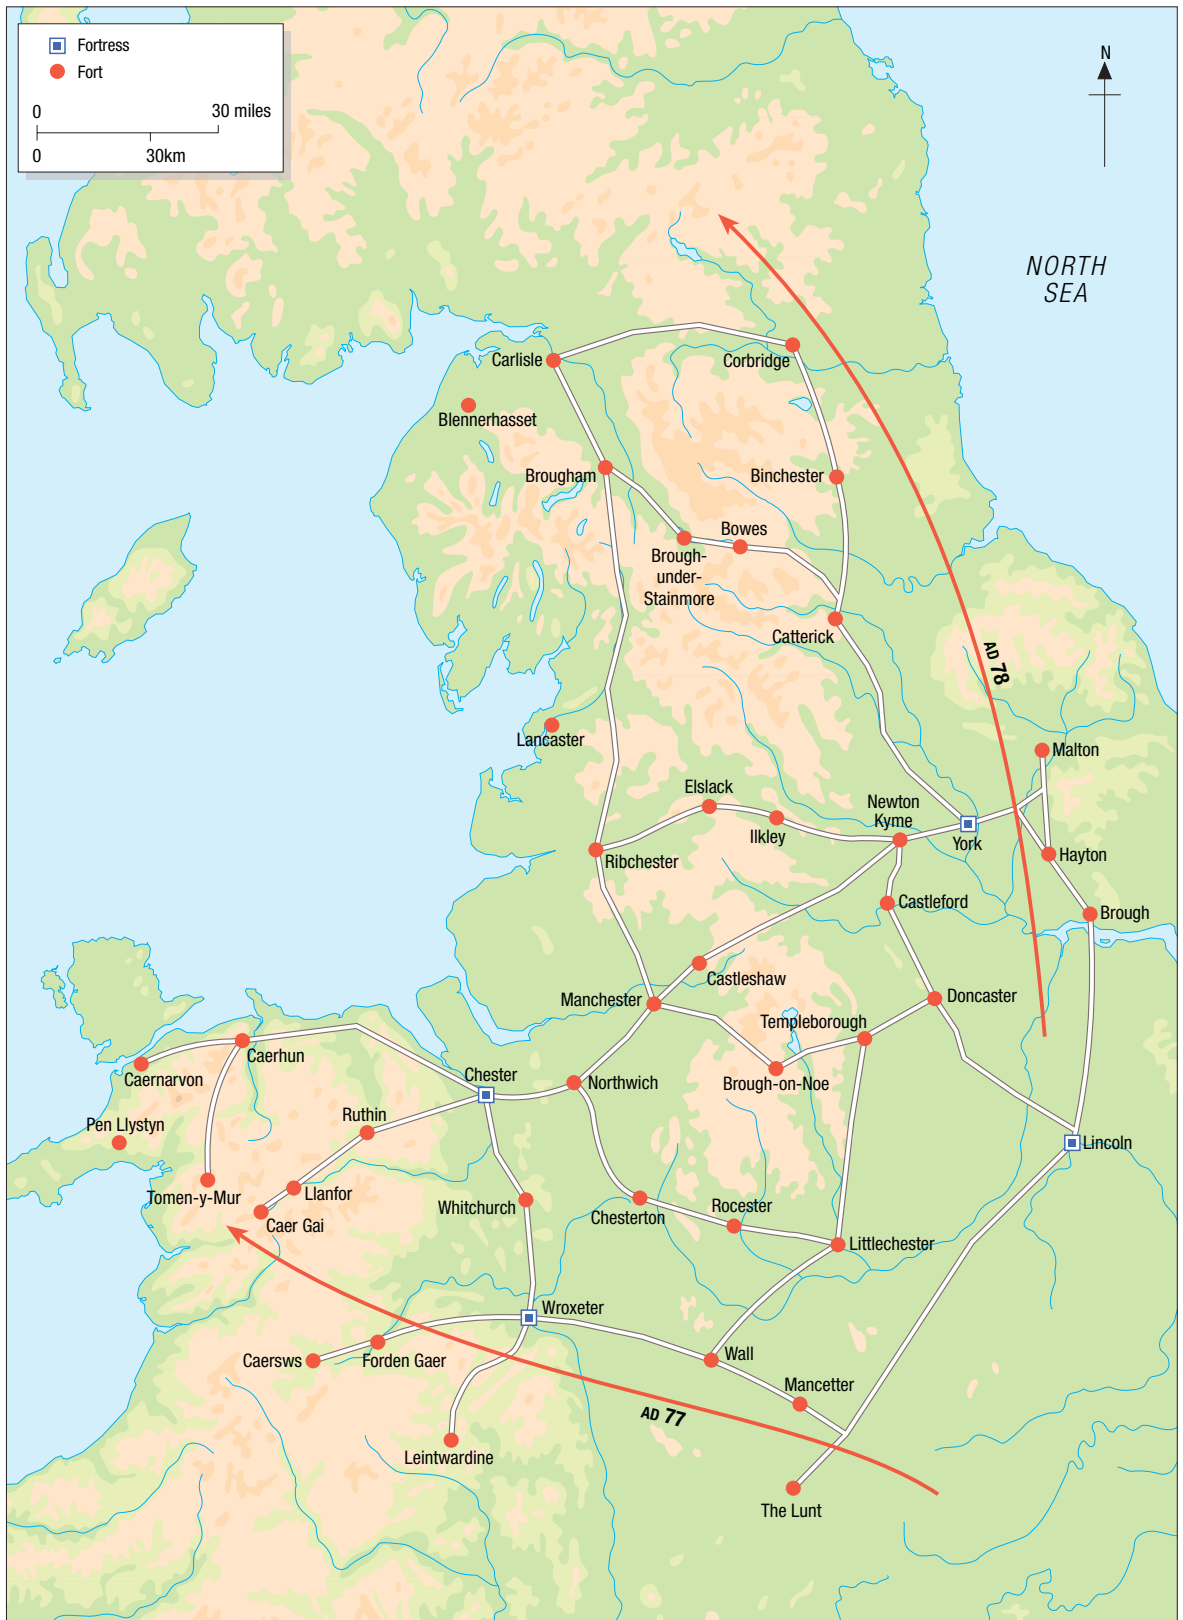 Fortress
Fort
0 30 miles
0 30km
N
NORTH
SEA
Carlisle
Corbridge
Blennerhasset
Brougham
Binchester
Bowes
Brough-
under-
Stainmore
Catterick
AD 78
Lancaster
Malton
Elslack
Newton
Kyme
Ilkley
York
Ribchester
Hayton
Castleford
Brough
Castleshaw
Manchester
Doncaster
Templeborough
Caerhun
Caernarvon
Chester
Northwich
Brough-on-Noe
Ruthin
Pen Llystyn
Lincoln
Tomen-y-Mur
Llanfor
Whitchurch
Caer Gai
Chesterton
Rocester
Littlechester
Wroxeter
Caersws
Forden Gaer
Wall
Mancetter
AD 77
Leintwardine
The Lunt